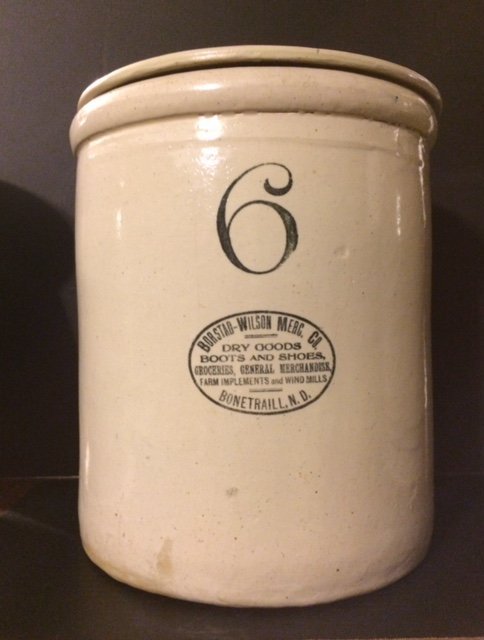 6
BORSTAD-WILSON MERC. CO.
DRY GOODS
BOOTS AND SHOES,
GROCERIES, GENERAL MERCHANDISE,
FARM IMPLEMENTS and WIND MILLS
BONETRAILL, N.D.